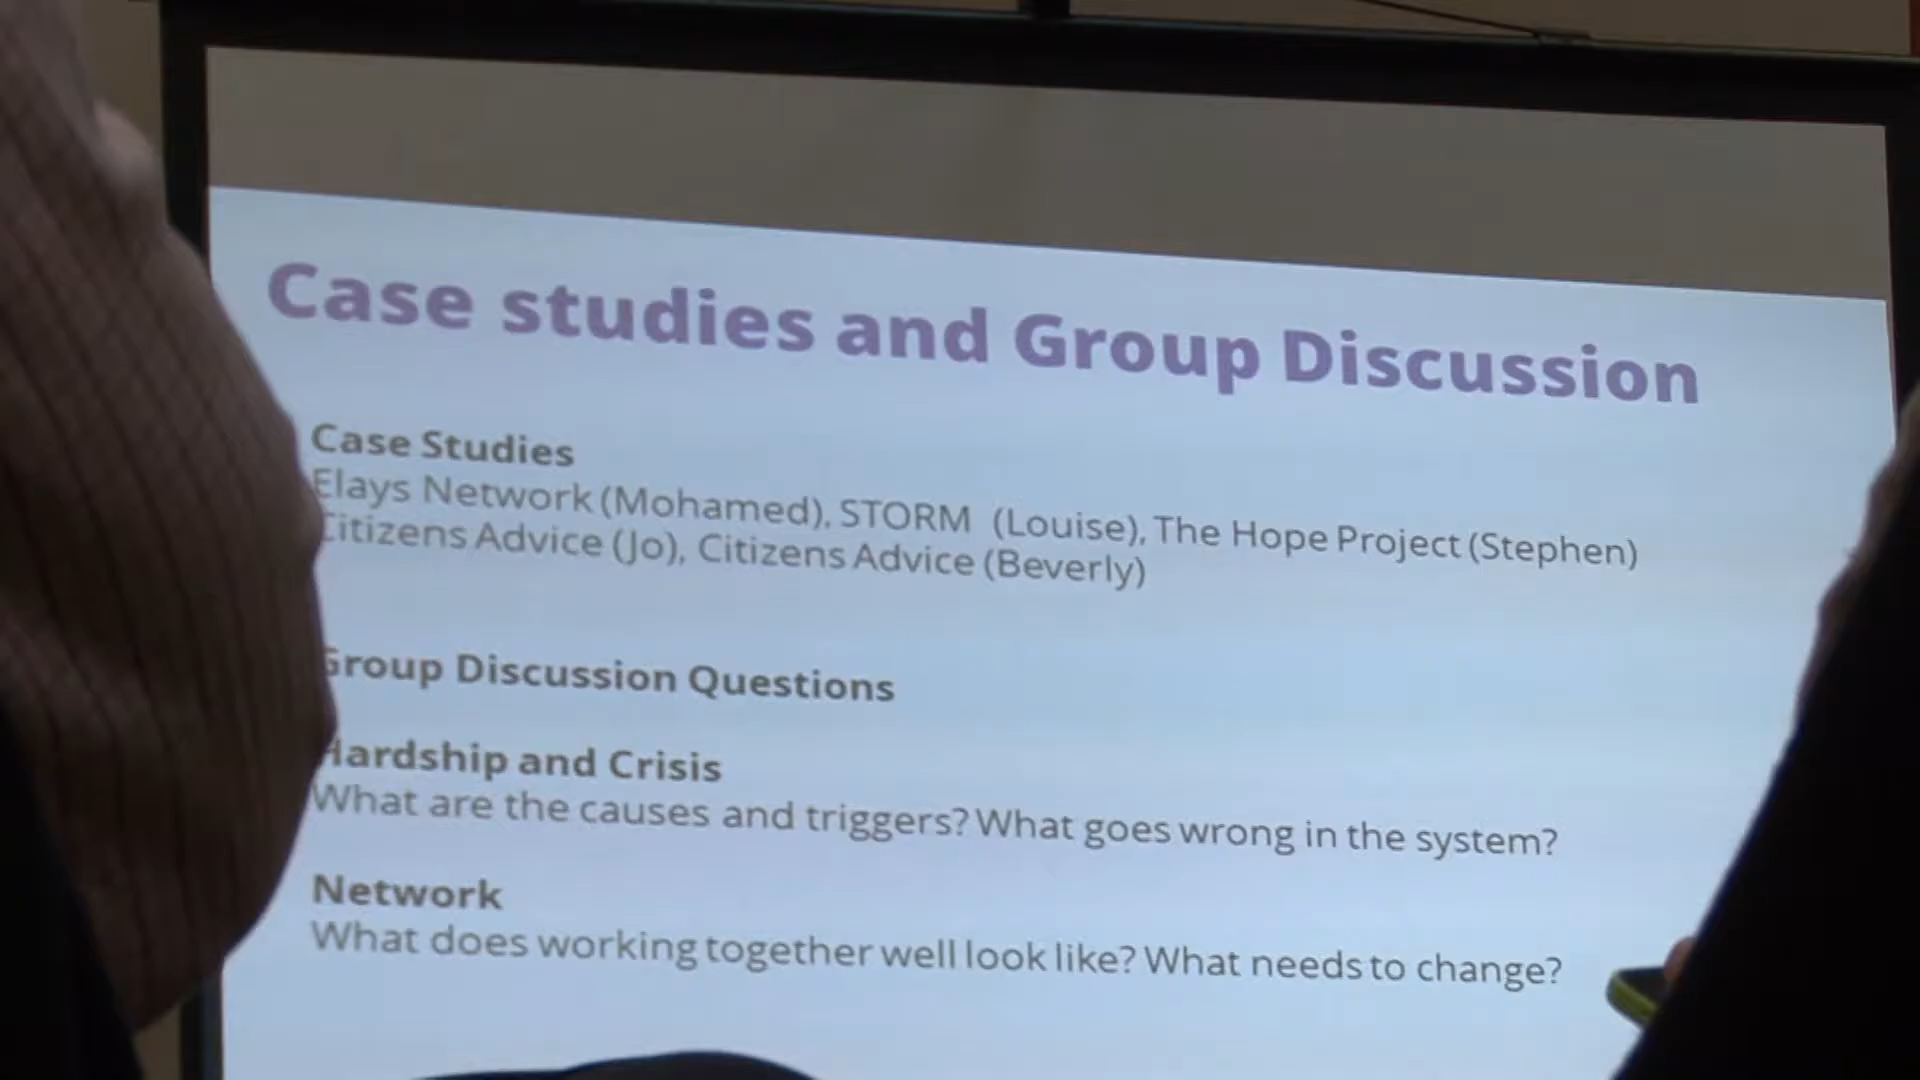 Case studies and Group Discussion
Case Studies
Elays Network (Mohamed), STORM (Louise), The Hope Project (Stephen)
Citizens Advice (Jo), Citizens Advice (Beverly)
Group Discussion Questions
Hardship and Crisis
What are the causes and triggers? What goes wrong in the system?
Network
What does working together well look like? What needs to change?